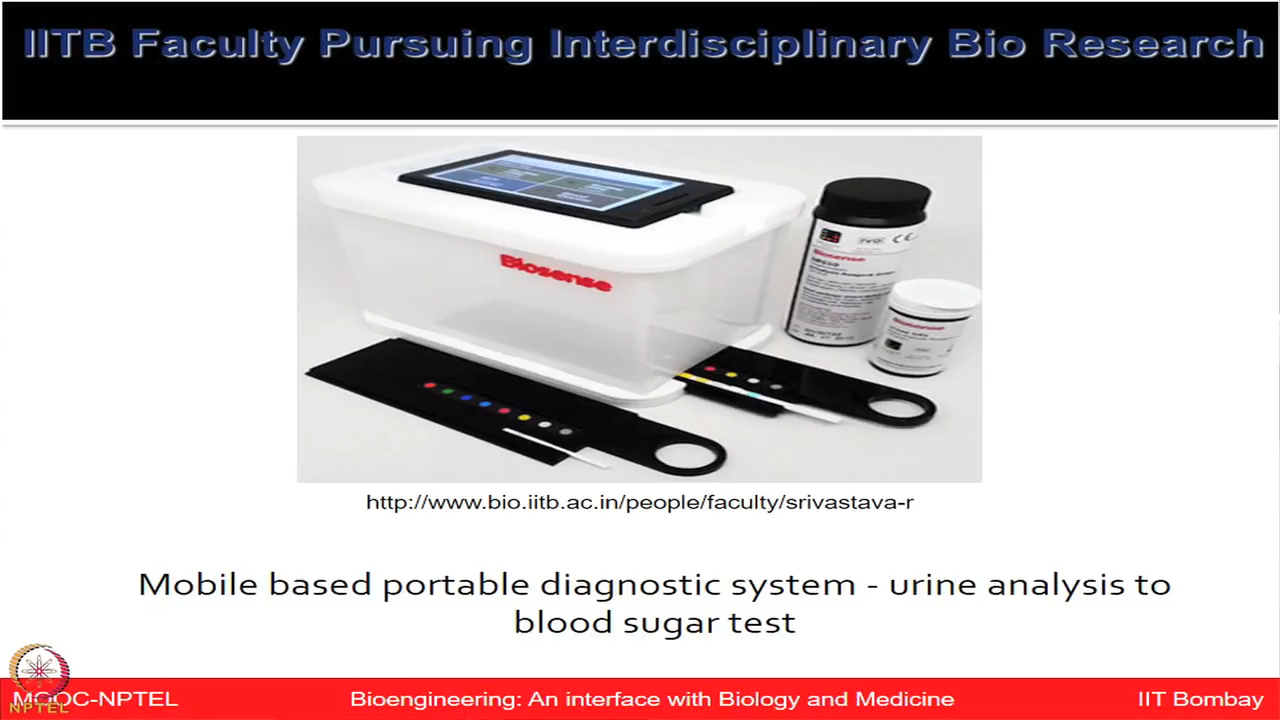 IITB Faculty Pursuing Interdisciplinary Bio Research
Biosense
Biosense
http://www.bio.iitb.ac.in/people/faculty/srivastava-r
Mobile based portable diagnostic system - urine analysis to
blood sugar test
NPTEL
MOOC-NPTEL
Bioengineering: An interface with Biology and Medicine
IIT Bombay